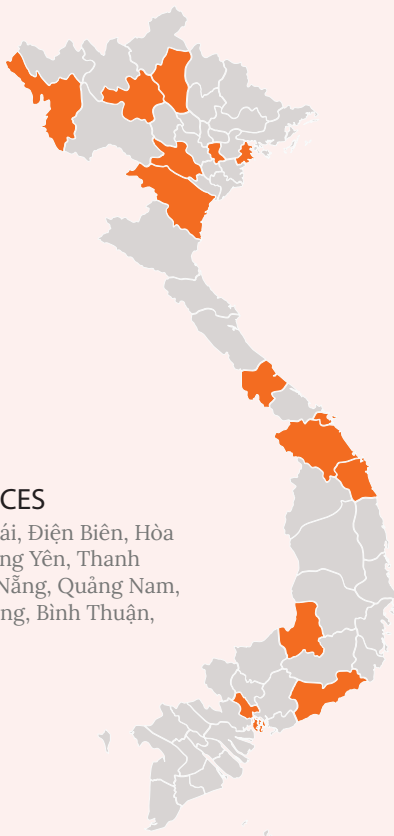 CES
ái, Điện Biên, Hòa
ng Yên, Thanh
Nẵng, Quảng Nam,
ng, Bình Thuận,